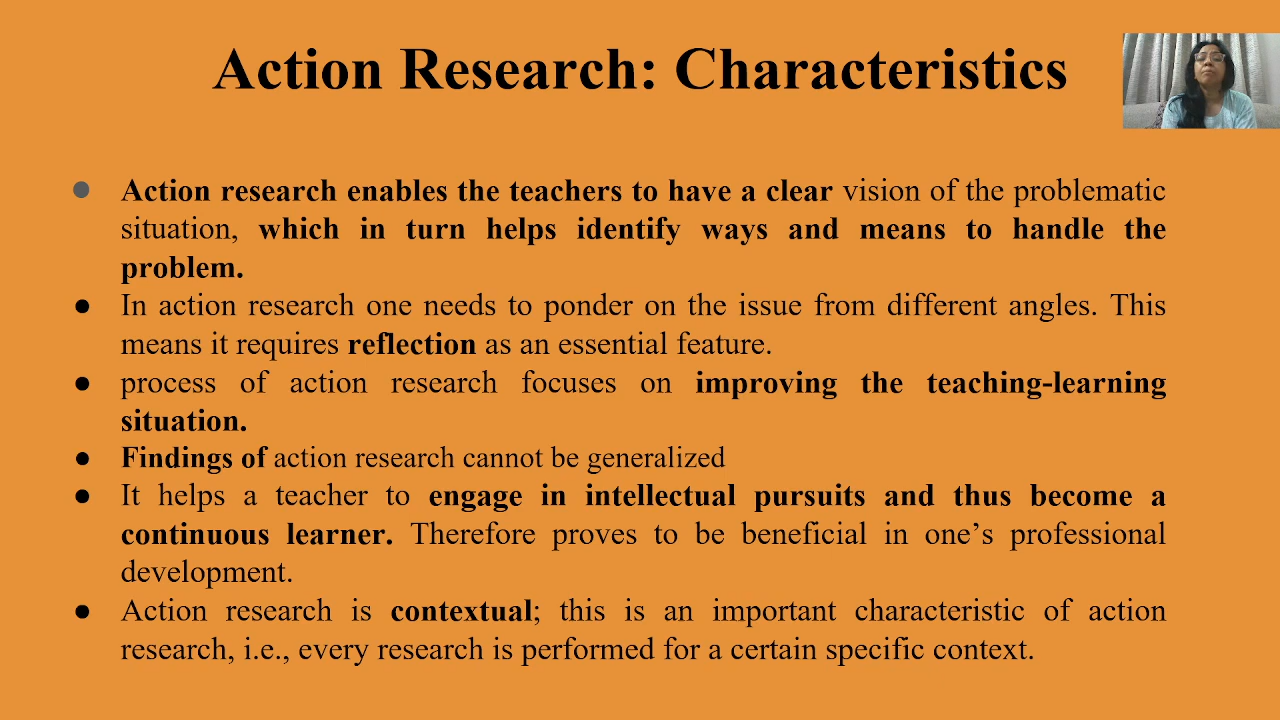 Action Research: Characteristics
● Action research enables the teachers to have a clear vision of the problematic
situation, which in turn helps identify ways and means to handle the
problem.
● In action research one needs to ponder on the issue from different angles. This
means it requires reflection as an essential feature.
● process of action research focuses on improving the teaching-learning
situation.
● Findings of action research cannot be generalized
● It helps a teacher to engage in intellectual pursuits and thus become a
continuous learner. Therefore proves to be beneficial in one’s professional
development.
● Action research is contextual; this is an important characteristic of action
research, i.e., every research is performed for a certain specific context.